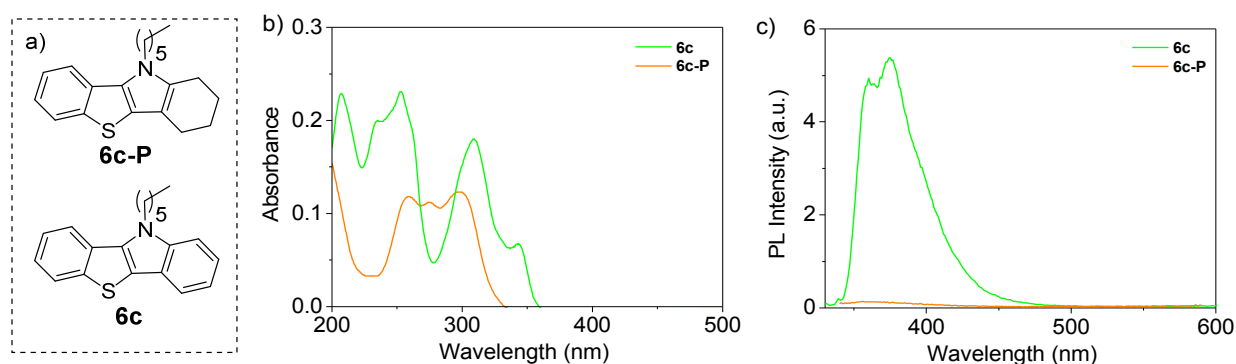 a)
( )5
N
S
6c-P
( )5
N
S
6c
b)
6c
6c-P
0.3
0.2
0.1
0.0
Absorbance
200 300 400 500
Wavelength (nm)
c)
6c
6c-P
6
4
2
0
PL Intensity (a.u.)
400 500 600
Wavelength (nm)